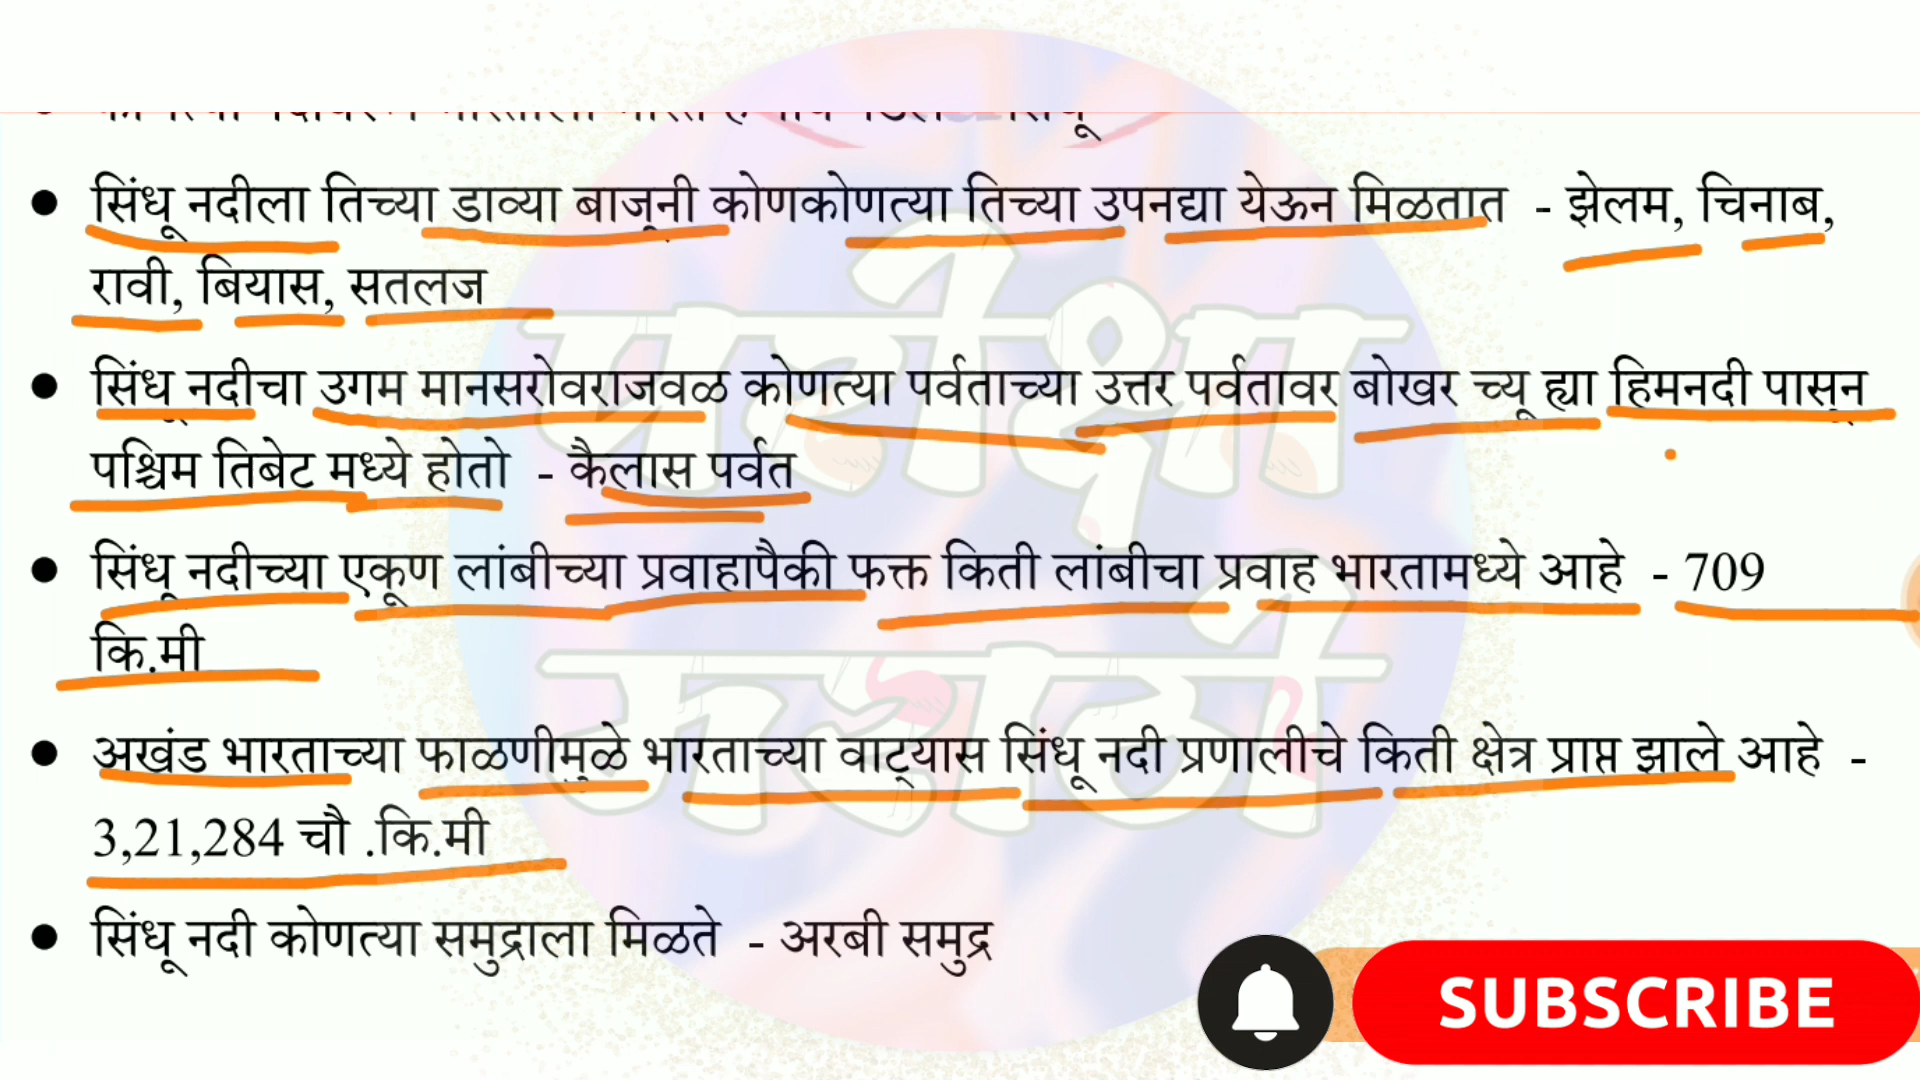 सिंधू
सिंधू नदीला तिच्या डाव्या बाजूनी कोणकोणत्या तिच्या उपनद्या येऊन मिळतात - झेलम, चिनाब,
रावी, बियास, सतलज
सिंधू नदीचा उगम मानसरोवराजवळ कोणत्या पर्वताच्या उत्तर पर्वतावर बोखर च्यू ह्या हिमनदी पासून
पश्चिम तिबेट मध्ये होतो - कैलास पर्वत
सिंधू नदीच्या एकूण लांबीच्या प्रवाहापैकी फक्त किती लांबीचा प्रवाह भारतामध्ये आहे - 709
कि.मी
अखंड भारताच्या फाळणीमुळे भारताच्या वाट्यास सिंधू नदी प्रणालीचे किती क्षेत्र प्राप्त झाले आहे -
3,21,284 चौ .कि.मी
सिंधू नदी कोणत्या समुद्राला मिळते - अरबी समुद्र
परीक्षा
मराठी
SUBSCRIBE